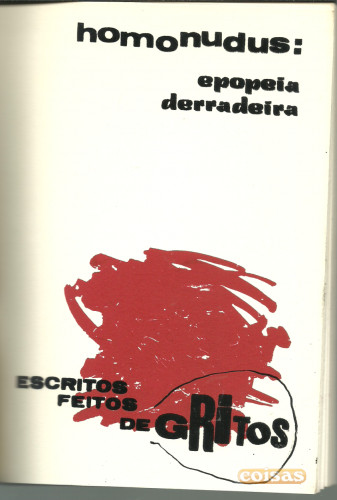 homonudus:
epopeia
derradeira
ESCRITOS
FEITOS
DE GRITOS
coisas